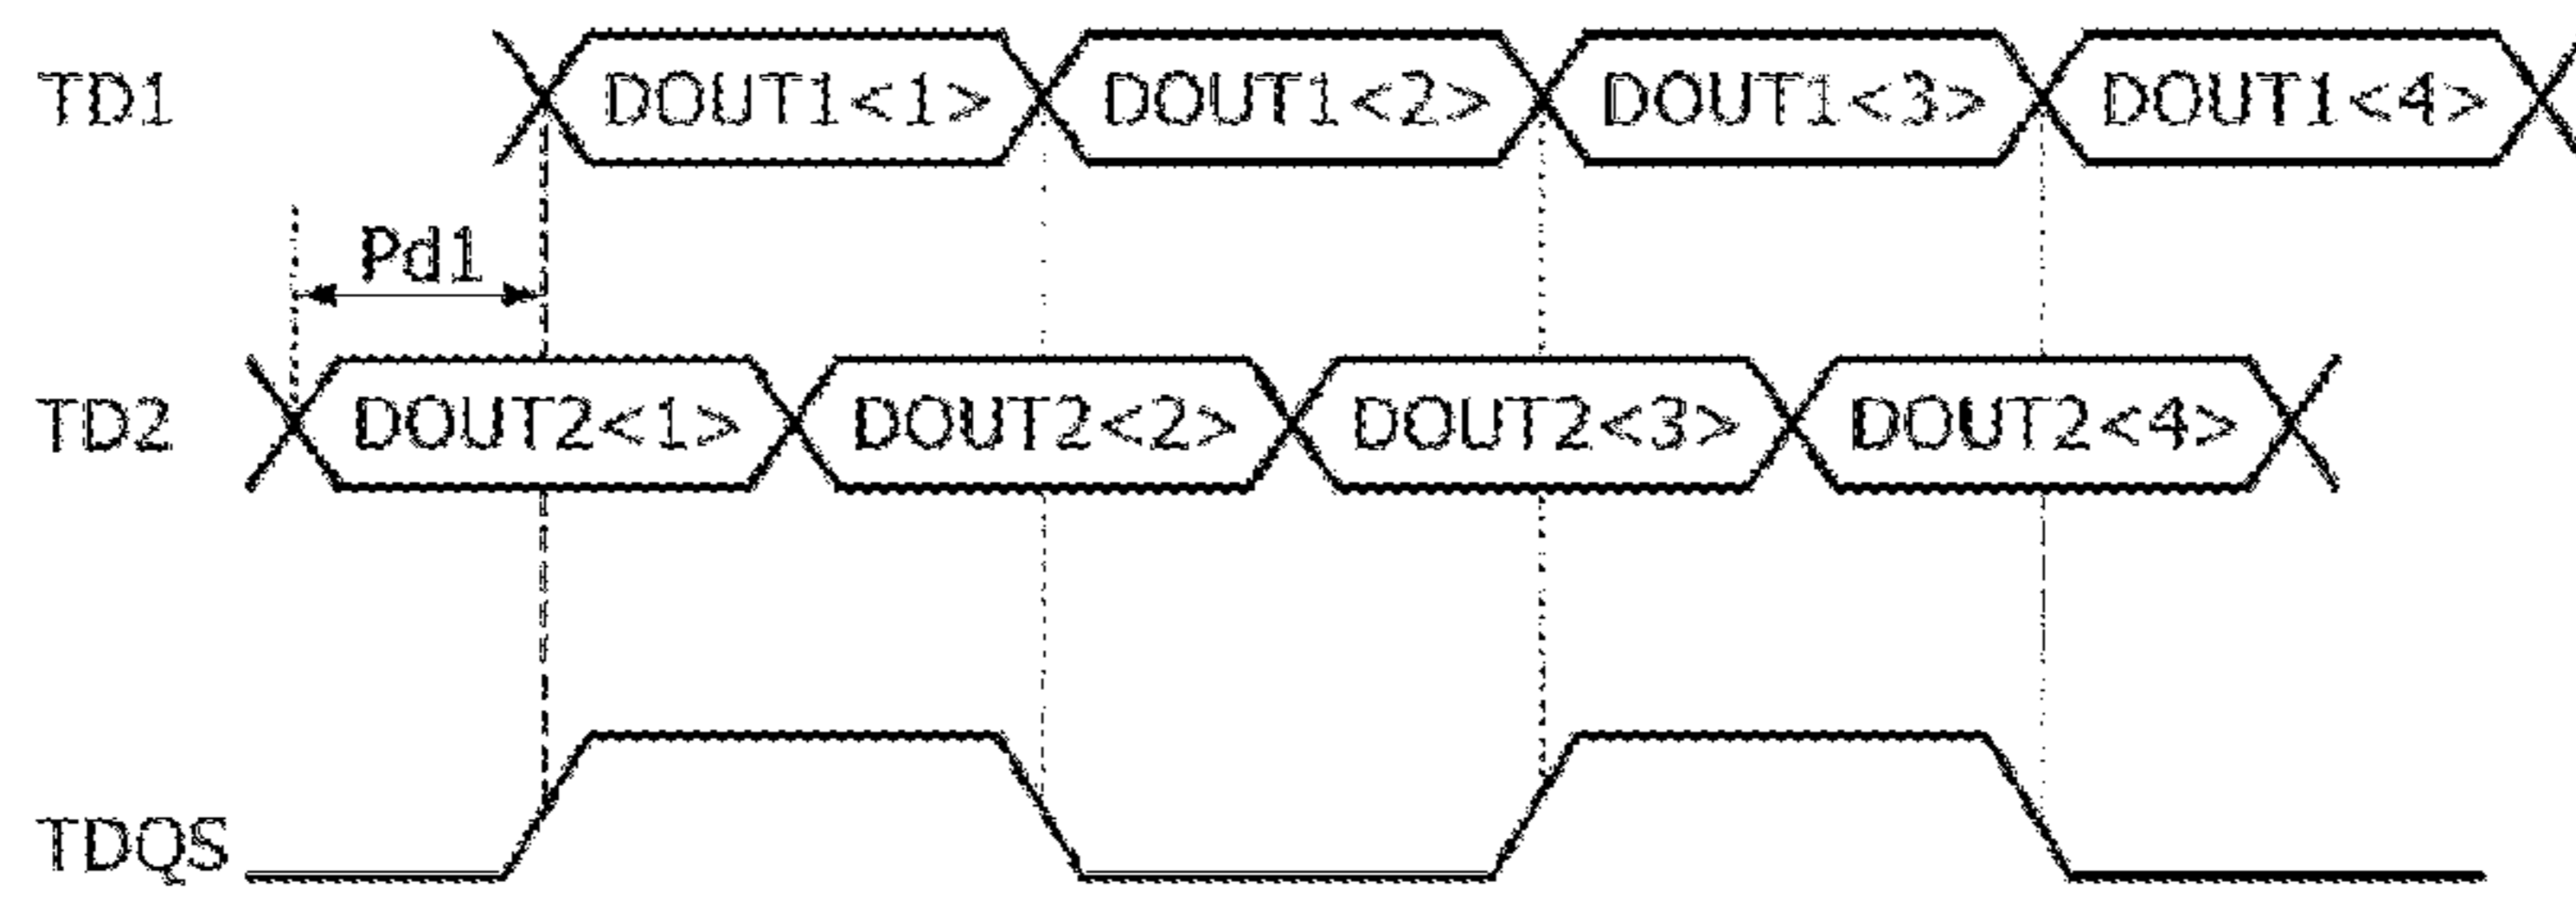 TD1 DOUT1<1> DOUT1<2> DOUT1<3> DOUT1<4>
Pd1
TD2 DOUT2<1> DOUT2<2> DOUT2<3> DOUT2<4>
TDQS